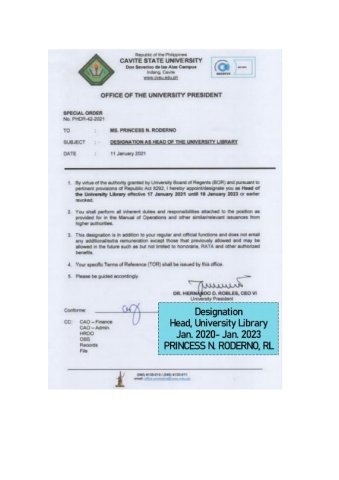 Republic of the Philippines
CAVITE STATE UNIVERSITY
Don Severino de las Alas Campus
Indang, Cavite
www.cvsu.edu.ph
OFFICE OF THE UNIVERSITY PRESIDENT
SPECIAL ORDER
No. PHDR-42-2021
TO : MS. PRINCESS N. RODERNO
SUBJECT : DESIGNATION AS HEAD OF THE UNIVERSITY LIBRARY
DATE : 11 January 2021
1. By virtue of the authority granted by University Board of Regents (BOR) and pursuant to
pertinent provisions of Republic Act 8292, I hereby appoint/designate you as Head of
the University Library effective 17 January 2021 until 16 January 2023 or earlier
revoked.
2. You shall perform all inherent duties and responsibilities attached to the position as
provided for in the Manual of Operations and other similar/relevant issuances from
higher authorities.
3. This designation is in addition to your regular and official functions and does not entail
any additional/extra remuneration except those that previously allowed and may be
allowed in the future such as but not limited to honoraria, RATA and other authorized
benefits.
4. Your specific Terms of Reference (TOR) shall be issued by this office.
5. Please be guided accordingly.
DR. HERNANDO D. ROBLES, CEO VI
University President
Conforme:
CC: CAO – Finance
CAO – Admin
HRDO
OBS
Records
File
Designation
Head, University Library
Jan. 2020- Jan. 2023
PRINCESS N. RODERNO, RL